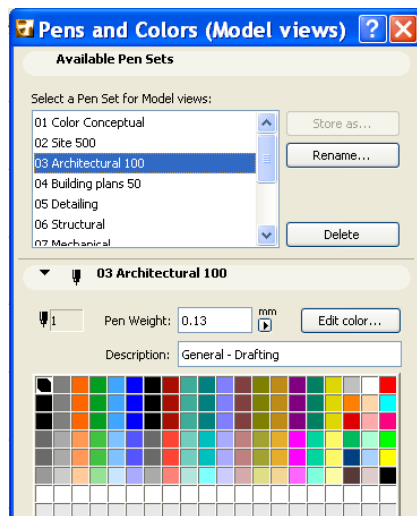 Pens and Colors (Model views)
Available Pen Sets
Select a Pen Set for Model views:
01 Color Conceptual
02 Site 500
03 Architectural 100
04 Building plans 50
05 Detailing
06 Structural
07 Mechanical
Store as...
Rename...
Delete
03 Architectural 100
1
Pen Weight:
0.13
mm
Edit color...
Description:
General - Drafting